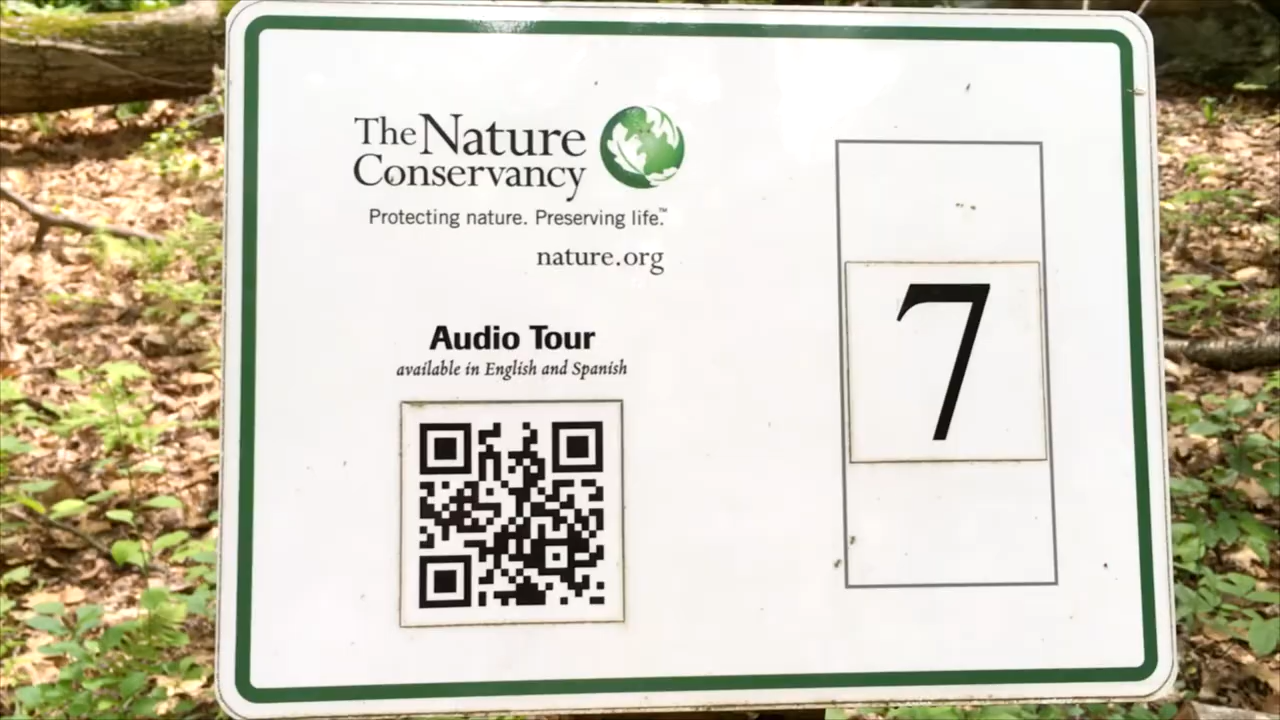 The Nature
Conservancy
Protecting nature. Preserving life.™
nature.org
Audio Tour
available in English and Spanish
7